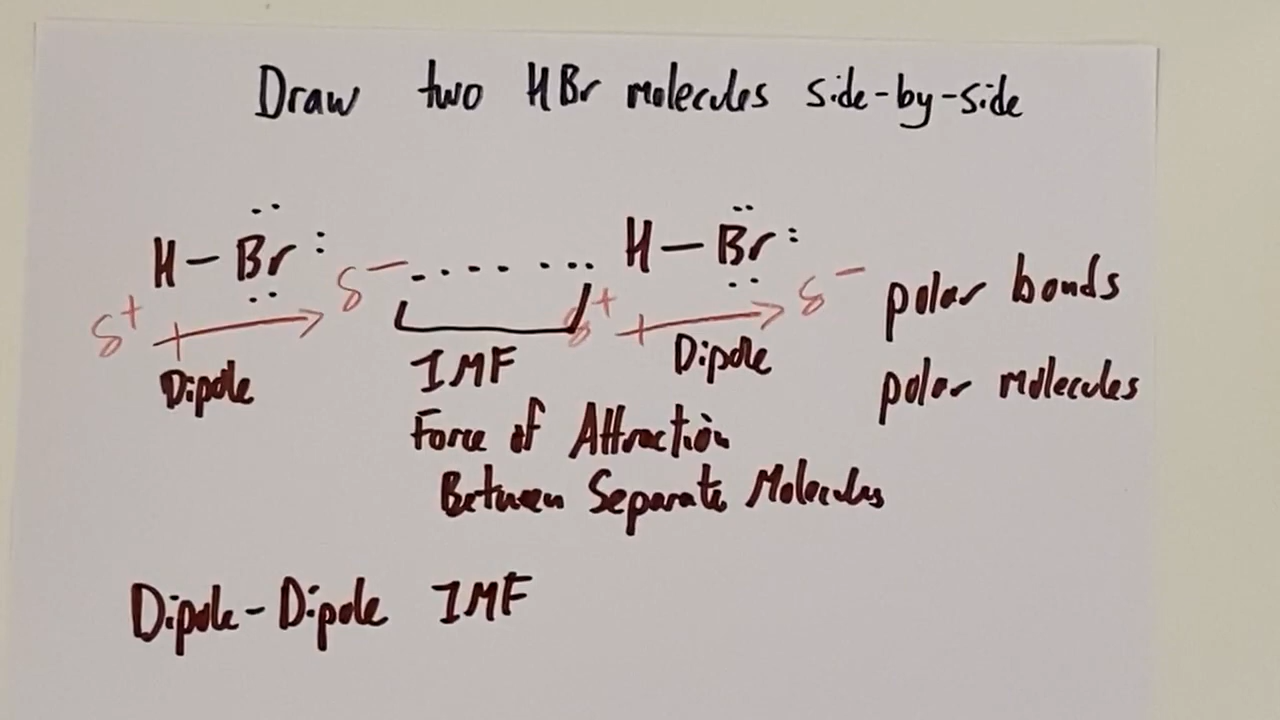 Draw two HBr molecules side-by-side
H-Br: δ- ....... H-Br: δ- polar bonds
δ+ δ+
Dipole IMF Dipole polar molecules
Force of Attraction
Between Separate Molecules
Dipole-Dipole IMF